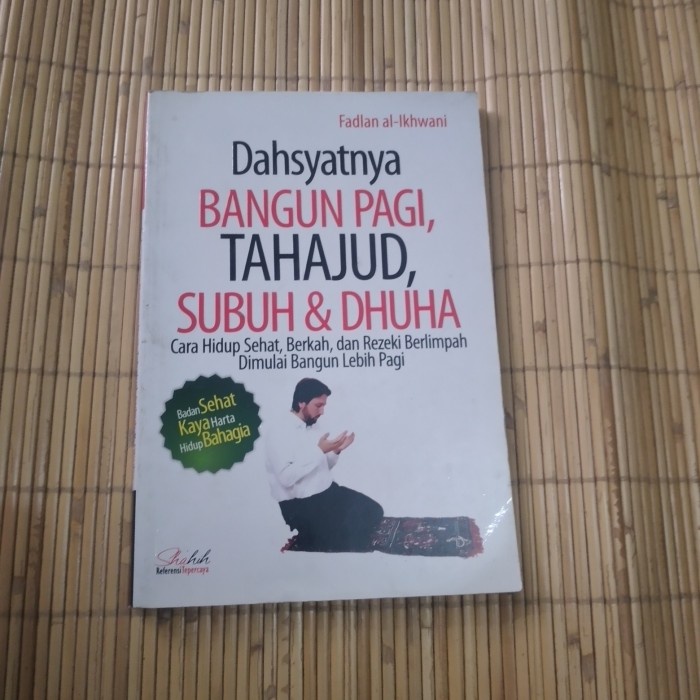 Fadlan al-Ikhwani
Dahsyatnya
BANGUN PAGI,
TAHAJUD,
SUBUH & DHUHA
Cara Hidup Sehat, Berkah, dan Rezeki Berlimpah
Dimulai Bangun Lebih Pagi
Badan Sehat
Kaya Harta
Hidup Bahagia
Shahih
Referensi Tepercaya